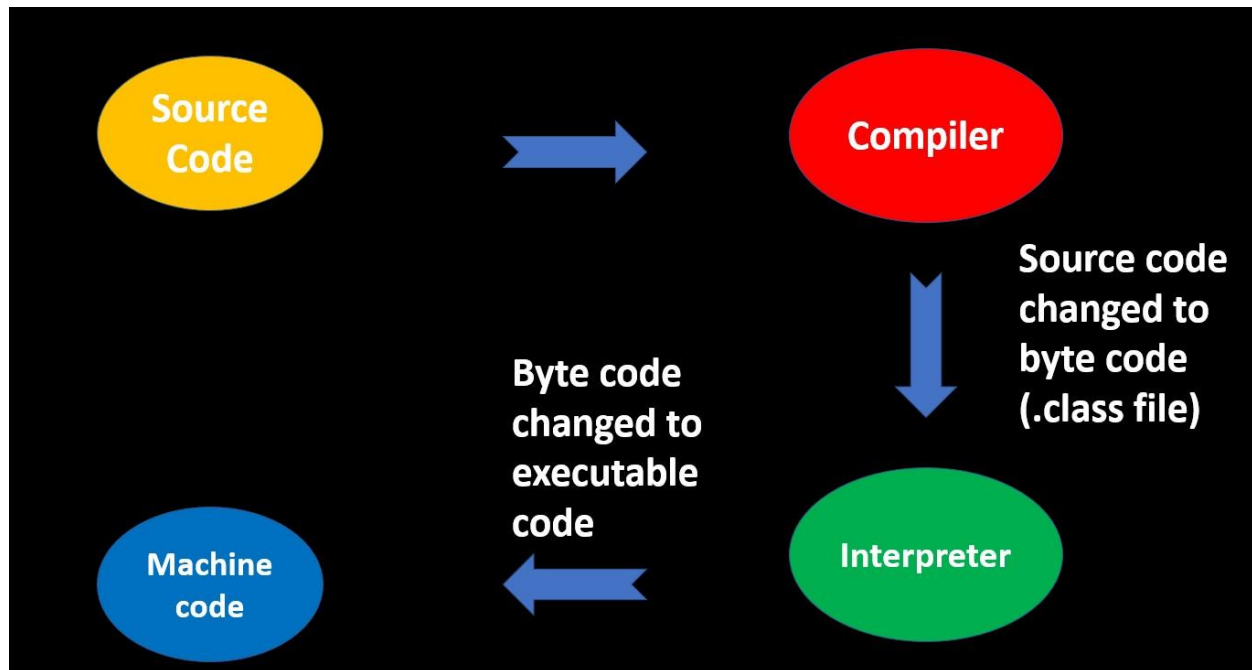 Source
Code
Compiler
Source code
changed to
byte code
(.class file)
Byte code
changed to
executable
code
Interpreter
Machine
code